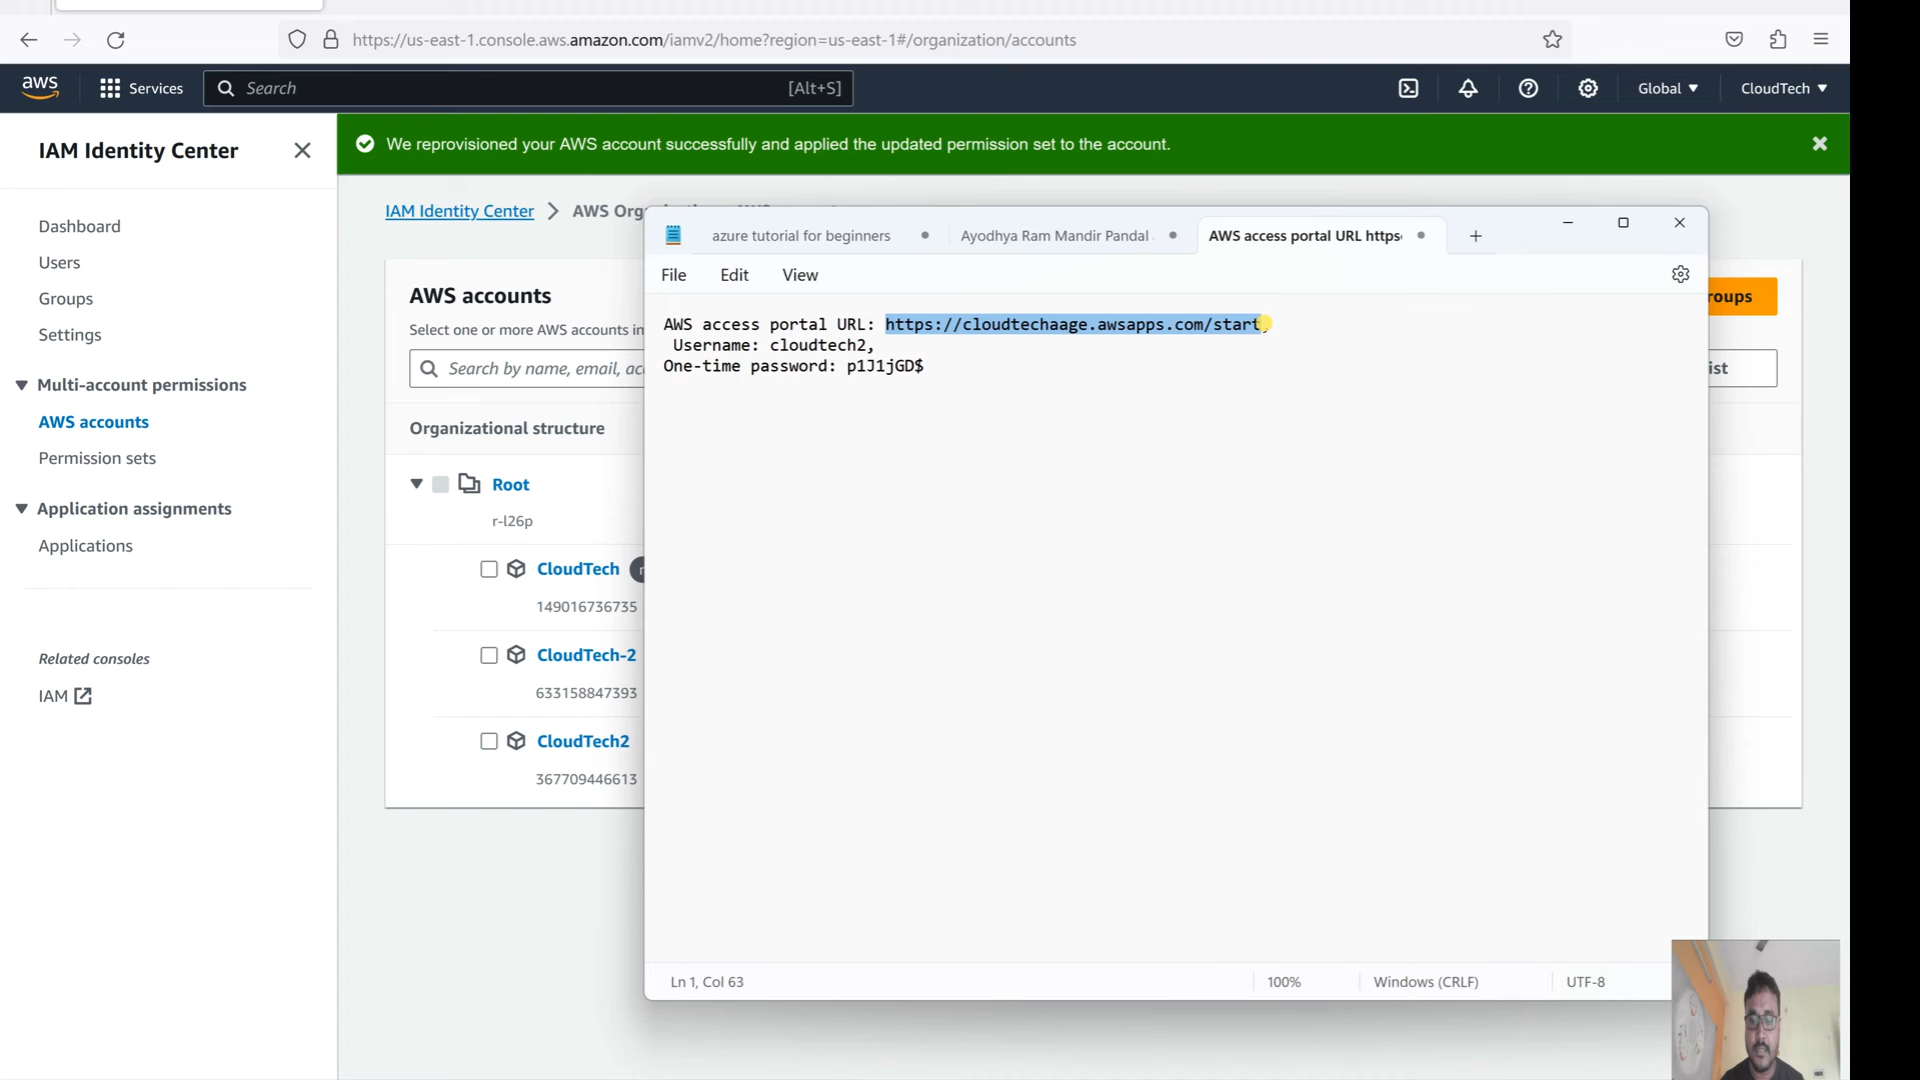 https://us-east-1.console.aws.amazon.com/iamv2/home?region=us-east-1#/organization/accounts
aws
Services
Search
[Alt+S]
Global
CloudTech
IAM Identity Center
We reprovisioned your AWS account successfully and applied the updated permission set to the account.
IAM Identity Center
Dashboard
Users
Groups
Settings
Multi-account permissions
AWS accounts
Permission sets
Application assignments
Applications
Related consoles
IAM
AWS accounts
Select one or more AWS accounts in
Search by name, email,
Organizational structure
Root
r-l26p
CloudTech
149016736735
CloudTech-2
633158847393
CloudTech2
367709446613
azure tutorial for beginners
Ayodhya Ram Mandir Pandal
AWS access portal URL https:
File
Edit
View
AWS access portal URL: https://cloudtechaage.awsapps.com/start,
Username: cloudtech2,
One-time password: p1J1jGD$
Ln 1, Col 63
100%
Windows (CRLF)
UTF-8